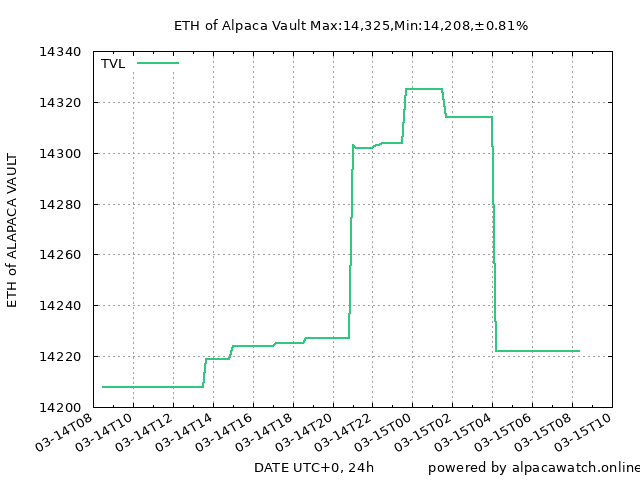 ETH of Alpaca Vault Max:14,325,Min:14,208,±0.81%
TVL
14340
14320
14300
14280
14260
14240
14220
14200
ETH of ALAPACA VAULT
03-14T08
03-14T10
03-14T12
03-14T14
03-14T16
03-14T18
03-14T20
03-14T22
03-15T00
03-15T02
03-15T04
03-15T06
03-15T08
03-15T10
DATE UTC+0, 24h
powered by alpacawatch.online